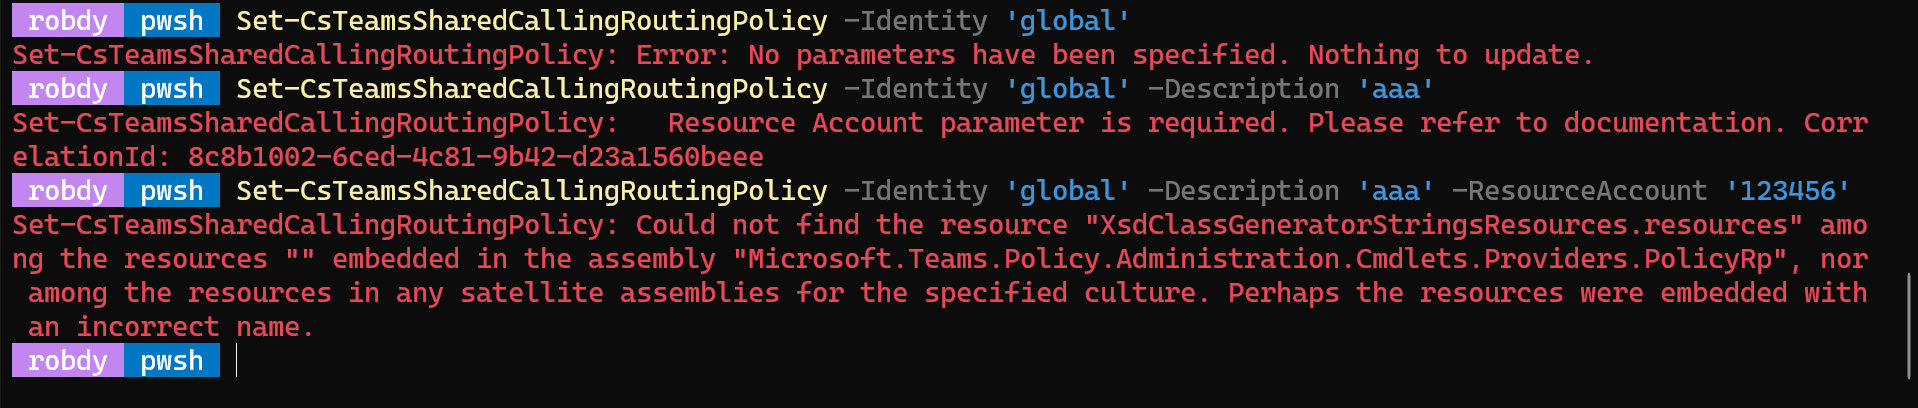 robdy pwsh Set-CsTeamsSharedCallingRoutingPolicy -Identity 'global'
Set-CsTeamsSharedCallingRoutingPolicy: Error: No parameters have been specified. Nothing to update.
robdy pwsh Set-CsTeamsSharedCallingRoutingPolicy -Identity 'global' -Description 'aaa'
Set-CsTeamsSharedCallingRoutingPolicy:   Resource Account parameter is required. Please refer to documentation. Corr
elationId: 8c8b1002-6ced-4c81-9b42-d23a1560beee
robdy pwsh Set-CsTeamsSharedCallingRoutingPolicy -Identity 'global' -Description 'aaa' -ResourceAccount '123456'
Set-CsTeamsSharedCallingRoutingPolicy: Could not find the resource "XsdClassGeneratorStringsResources.resources" amo
ng the resources "" embedded in the assembly "Microsoft.Teams.Policy.Administration.Cmdlets.Providers.PolicyRp", nor
 among the resources in any satellite assemblies for the specified culture. Perhaps the resources were embedded with
 an incorrect name.
robdy pwsh